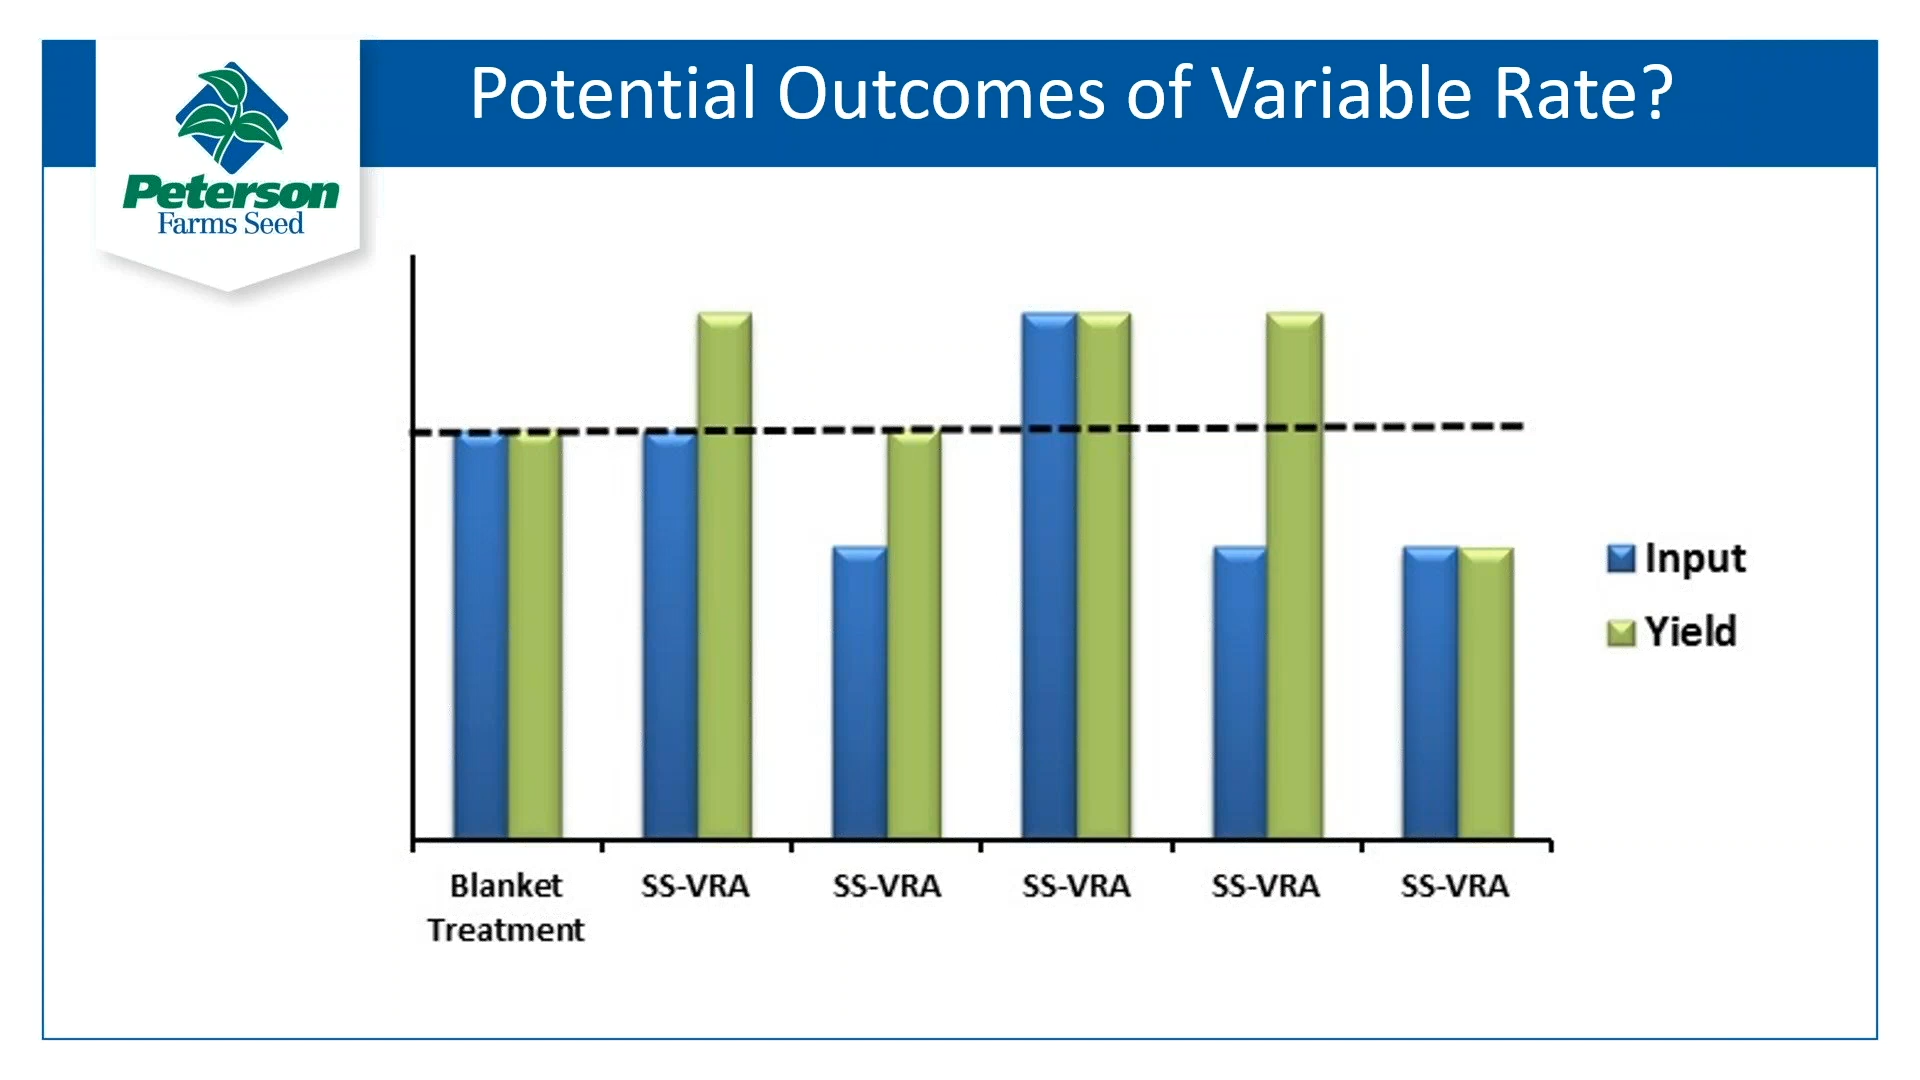 Potential Outcomes of Variable Rate?
Peterson
Farms Seed
Input
Yield
Blanket
Treatment
SS-VRA
SS-VRA
SS-VRA
SS-VRA
SS-VRA